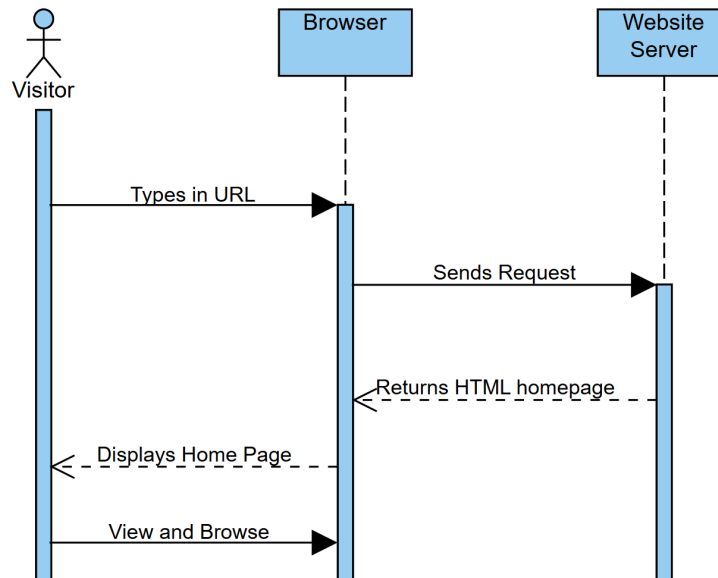 Browser
Website
Server
Visitor
Types in URL
Sends Request
Returns HTML homepage
Displays Home Page
View and Browse